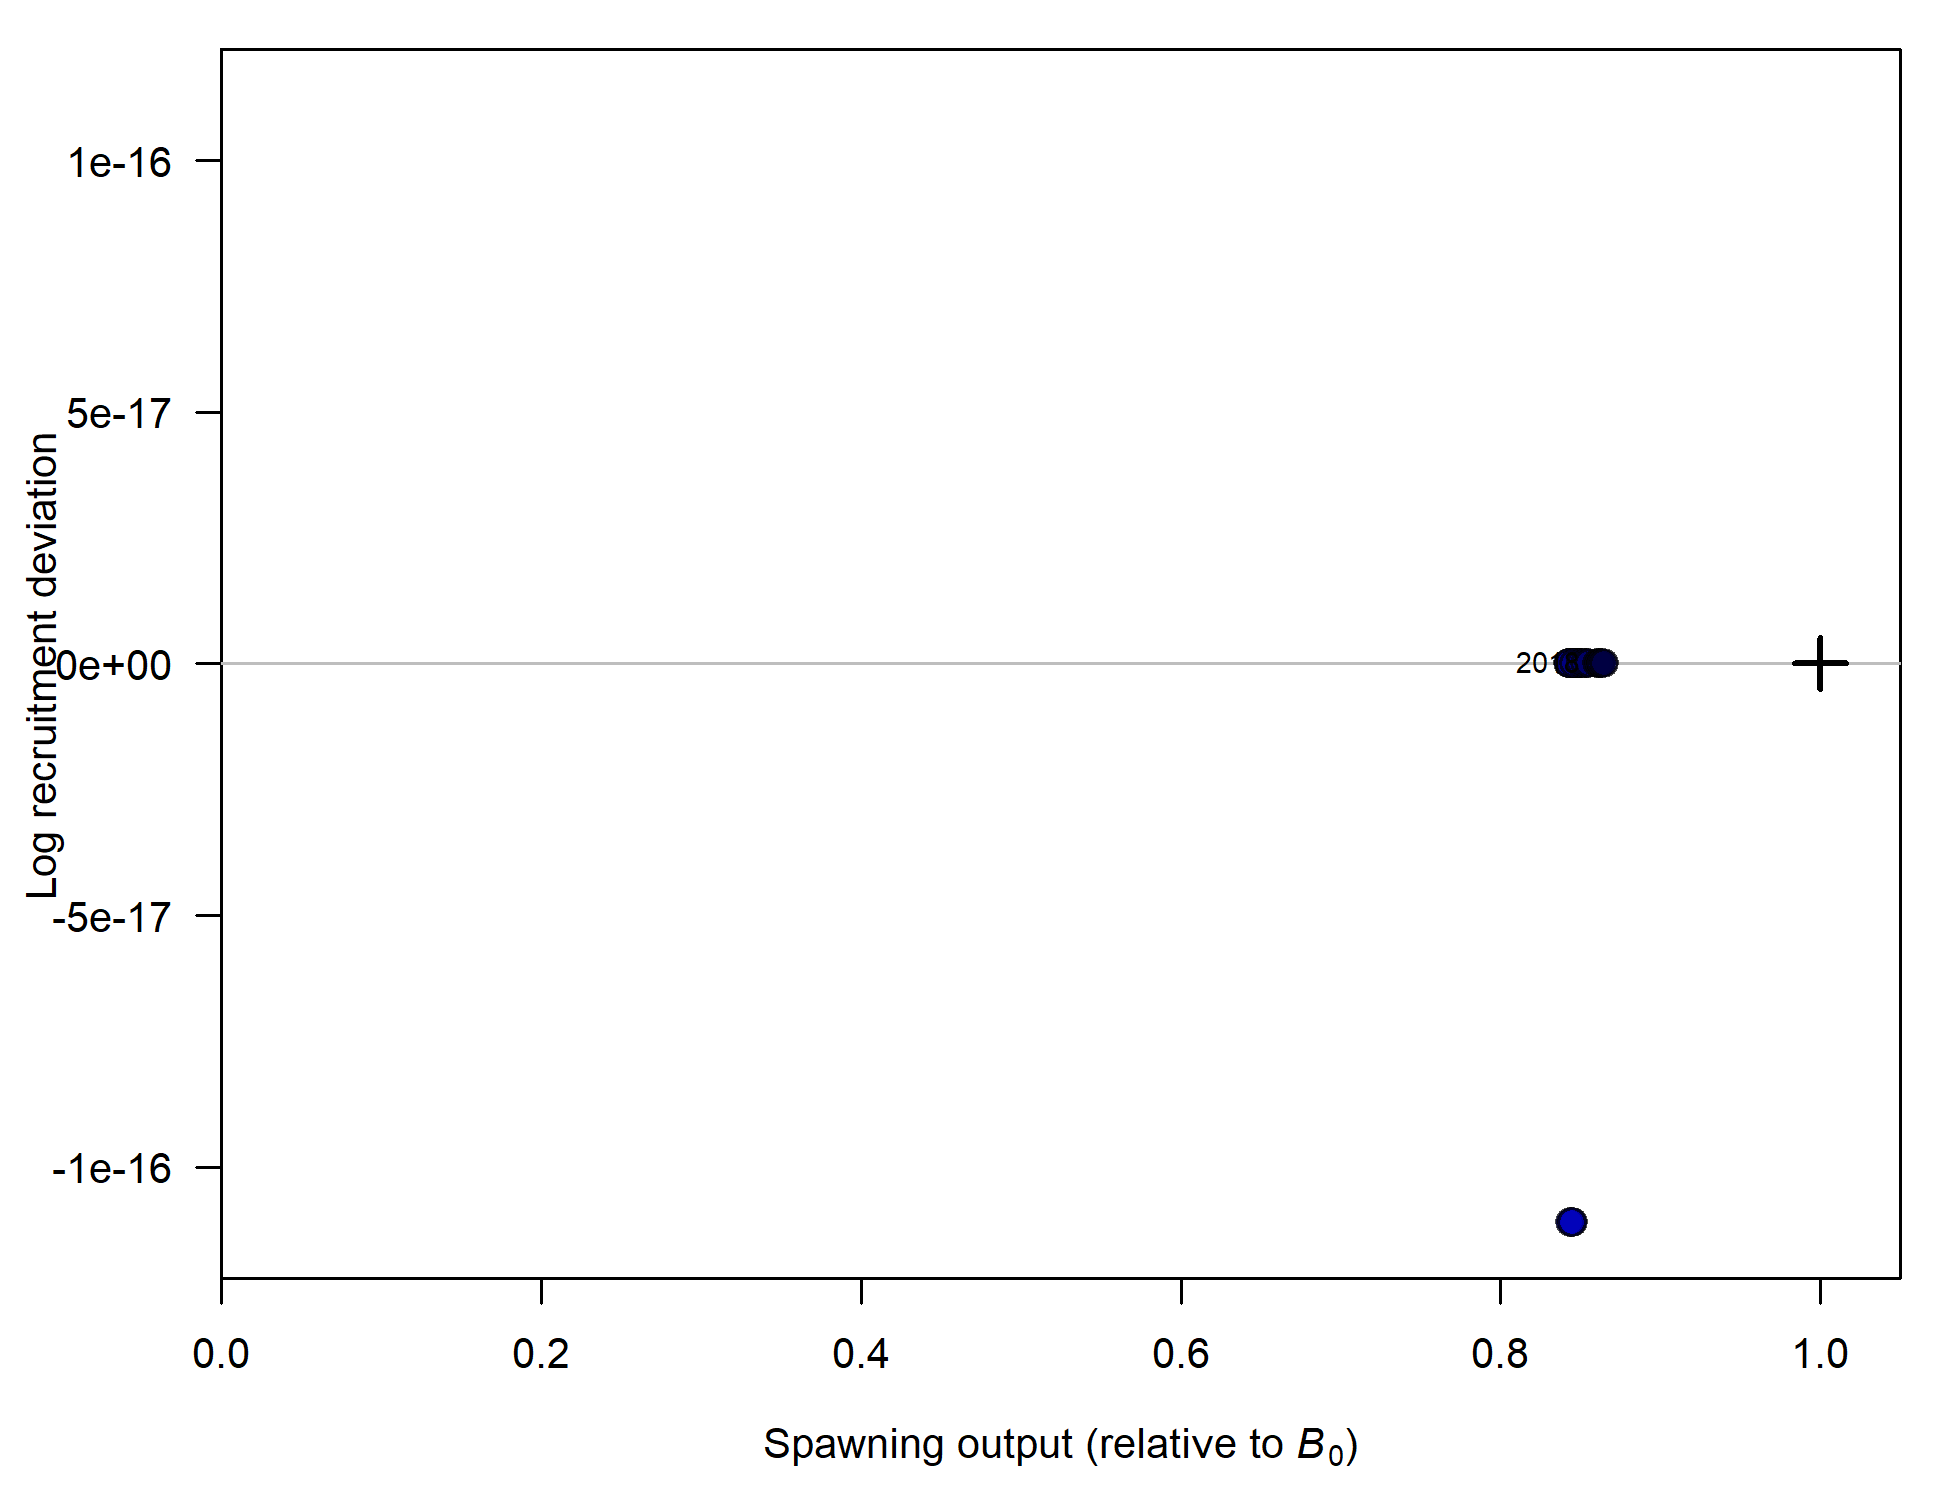 Log recruitment deviation
1e-16
5e-17
0e+00
-5e-17
-1e-16
0.0 0.2 0.4 0.6 0.8 1.0
Spawning output (relative to B0)